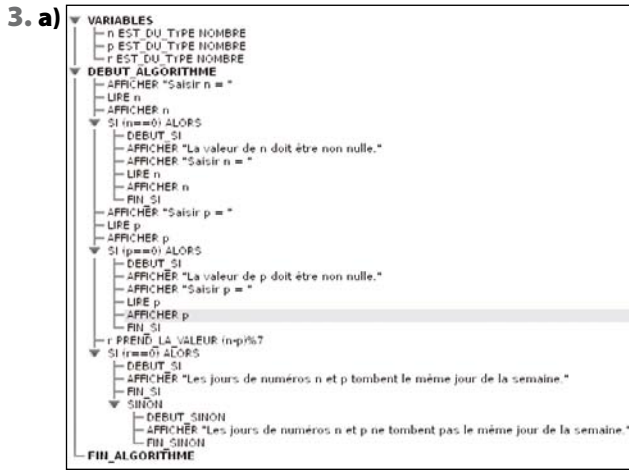 3. a)
VARIABLES
n EST_DU_TYPE NOMBRE
p EST_DU_TYPE NOMBRE
r EST_DU_TYPE NOMBRE
DEBUT_ALGORITHME
AFFICHER "Saisir n = "
LIRE n
AFFICHER n
SI (n==0) ALORS
DEBUT_SI
AFFICHER "La valeur de n doit être non nulle."
AFFICHER "Saisir n = "
LIRE n
AFFICHER n
FIN_SI
AFFICHER "Saisir p = "
LIRE p
AFFICHER p
SI (p==0) ALORS
DEBUT_SI
AFFICHER "La valeur de p doit être non nulle."
AFFICHER "Saisir p = "
LIRE p
AFFICHER p
FIN_SI
r PREND_LA_VALEUR (n-p)%7
SI (r==0) ALORS
DEBUT_SI
AFFICHER "Les jours de numéros n et p tombent le même jour de la semaine."
FIN_SI
SINON
DEBUT_SINON
AFFICHER "Les jours de numéros n et p ne tombent pas le même jour de la semaine."
FIN_SINON
FIN_ALGORITHME